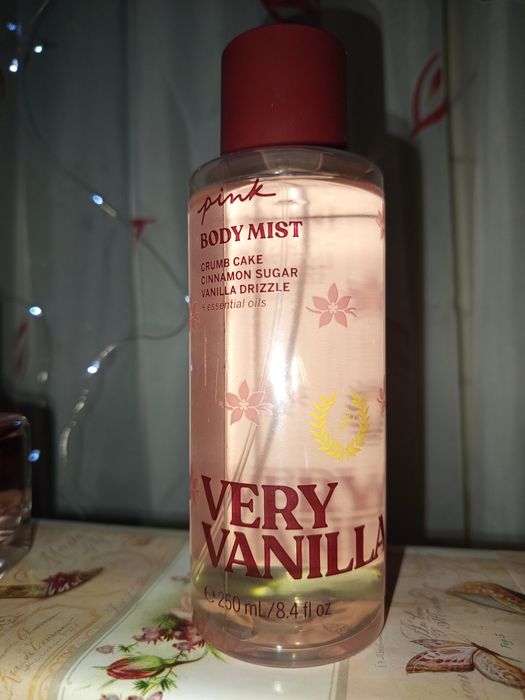 pink
BODY MIST
CRUMB CAKE
CINNAMON SUGAR
VANILLA DRIZZLE
+ essential oils
VERY
VANILLA
℮ 250 mL/8.4 fl oz